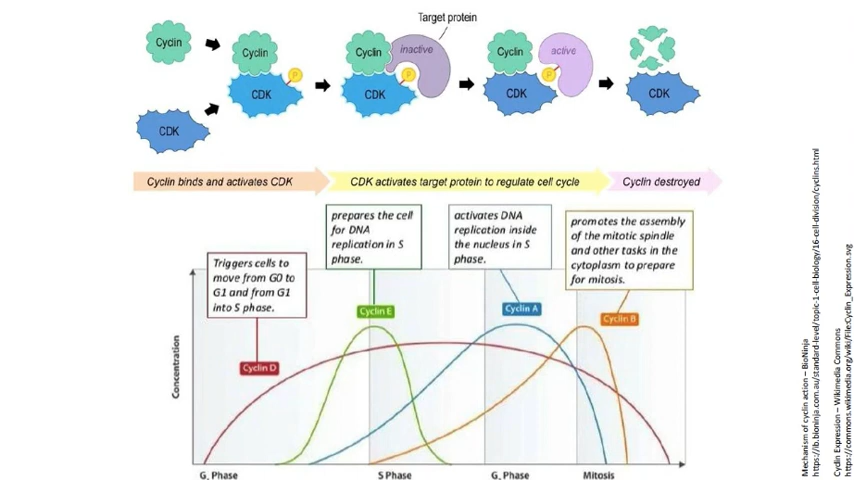 Target protein
Cyclin
Cyclin
Cyclin
inactive
Cyclin
active
P
P
P
CDK
CDK
CDK
CDK
CDK
Cyclin binds and activates CDK
CDK activates target protein to regulate cell cycle
Cyclin destroyed
Triggers cells to
move from G0 to
G1 and from G1
into S phase.
prepares the cell
for DNA
replication in S
phase.
activates DNA
replication inside
the nucleus in S
phase.
promotes the assembly
of the mitotic spindle
and other tasks in the
cytoplasm to prepare
for mitosis.
Cyclin D
Cyclin E
Cyclin A
Cyclin B
Concentration
G₁ Phase
S Phase
G₂ Phase
Mitosis
Mechanism of cyclin action – BioNinja
https://ib.bioninja.com.au/standard-level/topic-1-cell-biology/16-cell-division/cyclins.html
Cyclin Expression – Wikimedia Commons
https://commons.wikimedia.org/wiki/File:Cyclin_Expression.svg